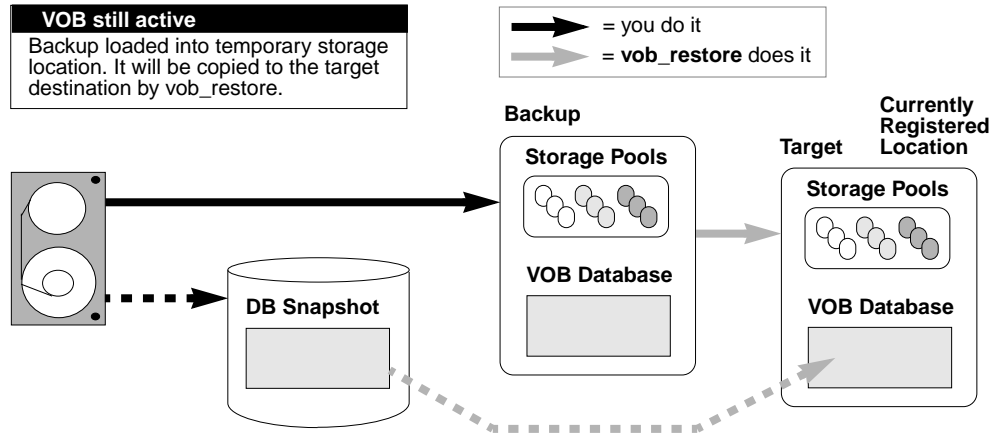 VOB still active
Backup loaded into temporary storage
location. It will be copied to the target
destination by vob_restore.
= you do it
= vob_restore does it
Backup
Storage Pools
VOB Database
DB Snapshot
Target
Currently
Registered
Location
Storage Pools
VOB Database